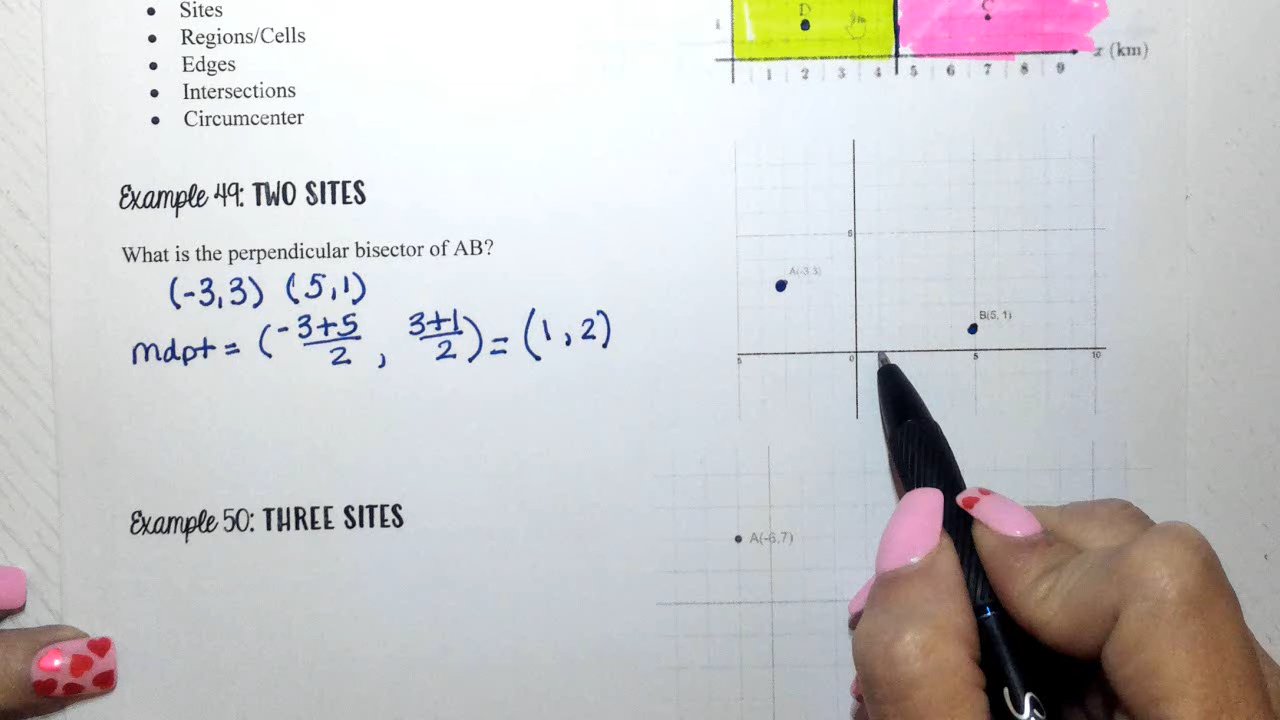 • Sites
• Regions/Cells
• Edges
• Intersections
• Circumcenter
D
C
1
x (km)
1 2 3 4 5 6 7 8 9
Example 49: TWO SITES
What is the perpendicular bisector of AB?
(-3,3) (5,1)
mdpt = (-3+5/2, 3+1/2) = (1,2)
5
A(-3,3)
B(5, 1)
5 0 5 10
Example 50: THREE SITES
A(-6,7)